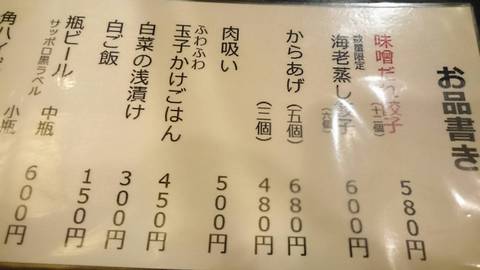 お品書き
味噌だれ餃子(十二個) 580円
数量限定
海老蒸し餃子(六個) 600円
からあげ(五個) 680円
(三個) 480円
肉吸い 500円
ふわふわ
玉子かけごはん 450円
白菜の浅漬け 300円
白ご飯 150円
瓶ビール 中瓶 600円
サッポロ黒ラベル
小瓶
角ハイ